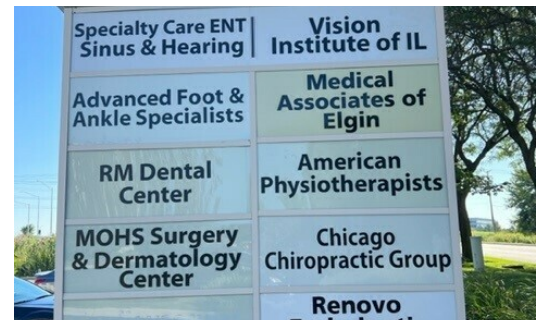 Specialty Care ENT
Sinus & Hearing
Vision
Institute of IL
Advanced Foot &
Ankle Specialists
Medical
Associates of
Elgin
RM Dental
Center
American
Physiotherapists
MOHS Surgery
& Dermatology
Center
Chicago
Chiropractic Group
Renovo